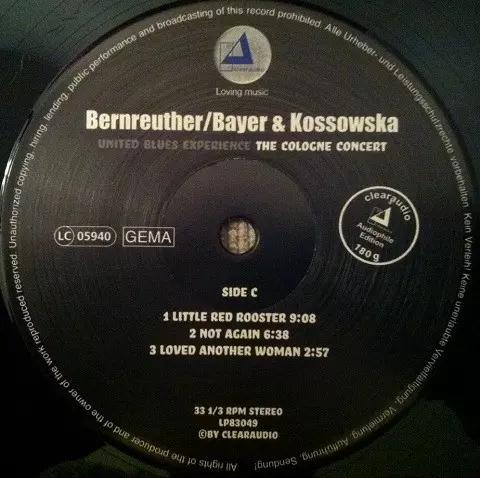 All rights of the producer and of the owner of the work reproduced reserved. Unauthorized copying, hiring, lending, public performance and broadcasting of this record prohibited. Alle Urheber- und Leistungsschutzrechte vorbehalten. Kein Verleih! Keine unerlaubte Vervielfältigung, Vermietung, Aufführung, Sendung!
clearaudio
Loving music
Bernreuther/Bayer & Kossowska
UNITED BLUES EXPERIENCE THE COLOGNE CONCERT
clearaudio
Audiophile
Edition
180 g
LC 05940 GEMA
SIDE C
1 LITTLE RED ROOSTER 9:08
2 NOT AGAIN 6:38
3 LOVED ANOTHER WOMAN 2:57
33 1/3 RPM STEREO
LP83049
©BY CLEARAUDIO